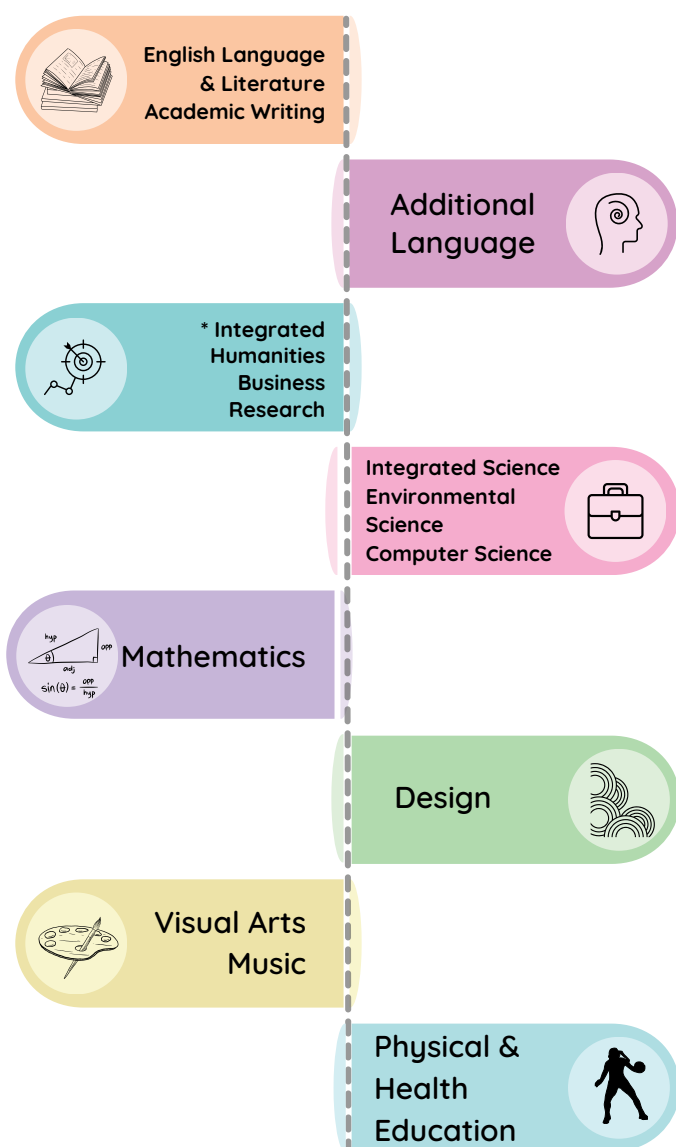 English Language
& Literature
Academic Writing
Additional
Language
* Integrated
Humanities
Business
Research
Integrated Science
Environmental
Science
Computer Science
hyp
opp
θ
adj
sin(θ) = opp
hyp
Mathematics
Design
Visual Arts
Music
Physical &
Health
Education